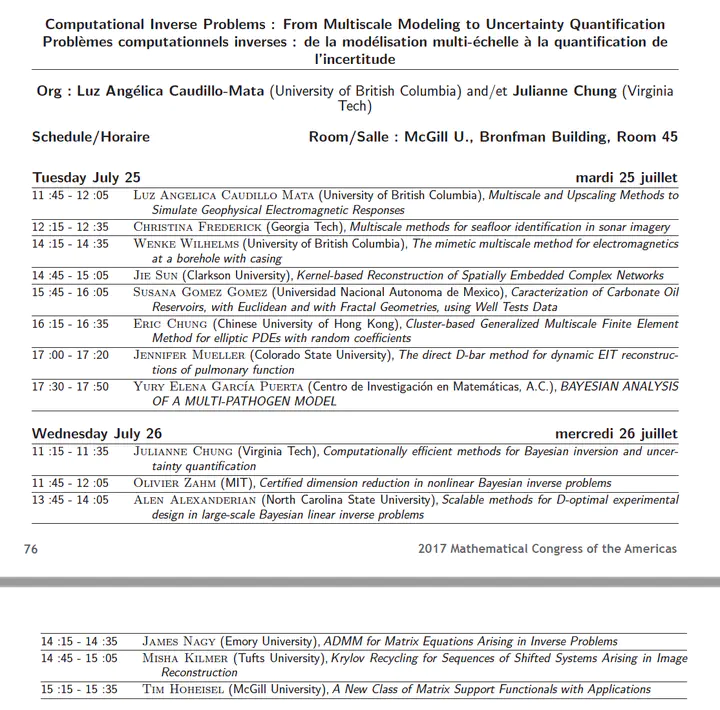 Computational Inverse Problems : From Multiscale Modeling to Uncertainty Quantification
Problèmes computationnels inverses : de la modélisation multi-échelle à la quantification de
l'incertitude
Org : Luz Angélica Caudillo-Mata (University of British Columbia) and/et Julianne Chung (Virginia
Tech)
Schedule/Horaire Room/Salle : McGill U., Bronfman Building, Room 45
Tuesday July 25 mardi 25 juillet
11 :45 - 12 :05 Luz Angelica Caudillo Mata (University of British Columbia), Multiscale and Upscaling Methods to
Simulate Geophysical Electromagnetic Responses
12 :15 - 12 :35 Christina Frederick (Georgia Tech), Multiscale methods for seafloor identification in sonar imagery
14 :15 - 14 :35 Wenke Wilhelms (University of British Columbia), The mimetic multiscale method for electromagnetics
at a borehole with casing
14 :45 - 15 :05 Jie Sun (Clarkson University), Kernel-based Reconstruction of Spatially Embedded Complex Networks
15 :45 - 16 :05 Susana Gomez Gomez (Universidad Nacional Autonoma de Mexico), Caracterization of Carbonate Oil
Reservoirs, with Euclidean and with Fractal Geometries, using Well Tests Data
16 :15 - 16 :35 Eric Chung (Chinese University of Hong Kong), Cluster-based Generalized Multiscale Finite Element
Method for elliptic PDEs with random coefficients
17 :00 - 17 :20 Jennifer Mueller (Colorado State University), The direct D-bar method for dynamic EIT reconstruc-
tions of pulmonary function
17 :30 - 17 :50 Yury Elena García Puerta (Centro de Investigación en Matemáticas, A.C.), BAYESIAN ANALYSIS
OF A MULTI-PATHOGEN MODEL
Wednesday July 26 mercredi 26 juillet
11 :15 - 11 :35 Julianne Chung (Virginia Tech), Computationally efficient methods for Bayesian inversion and uncer-
tainty quantification
11 :45 - 12 :05 Olivier Zahm (MIT), Certified dimension reduction in nonlinear Bayesian inverse problems
13 :45 - 14 :05 Alen Alexanderian (North Carolina State University), Scalable methods for D-optimal experimental
design in large-scale Bayesian linear inverse problems
76 2017 Mathematical Congress of the Americas
14 :15 - 14 :35 James Nagy (Emory University), ADMM for Matrix Equations Arising in Inverse Problems
14 :45 - 15 :05 Misha Kilmer (Tufts University), Krylov Recycling for Sequences of Shifted Systems Arising in Image
Reconstruction
15 :15 - 15 :35 Tim Hoheisel (McGill University), A New Class of Matrix Support Functionals with Applications